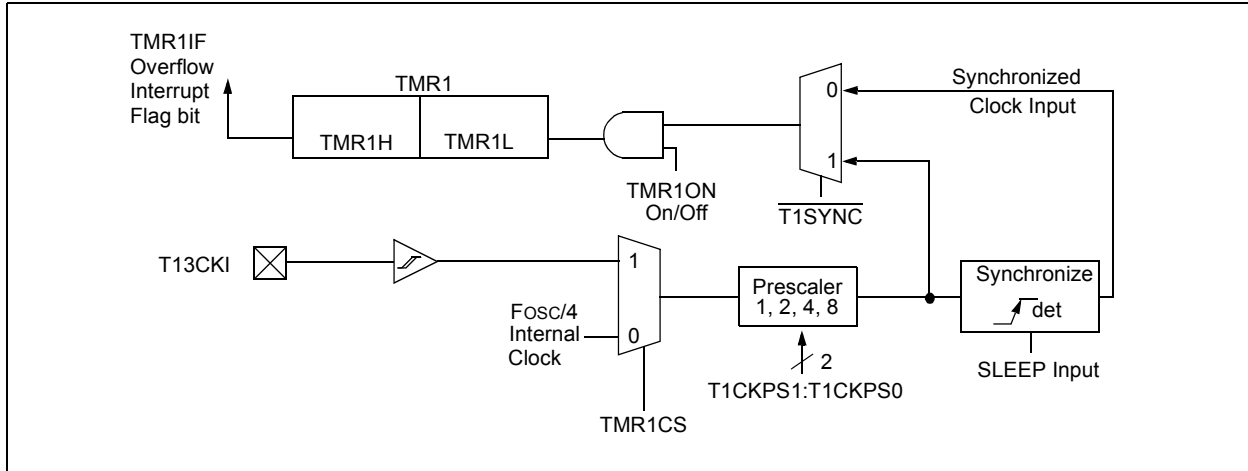 TMR1IF
Overflow
Interrupt
Flag bit
TMR1
TMR1H
TMR1L
TMR1ON
On/Off
0
1
T1SYNC
Synchronized
Clock Input
T13CKI
1
0
FOSC/4
Internal
Clock
TMR1CS
Prescaler
1, 2, 4, 8
2
T1CKPS1:T1CKPS0
Synchronize
det
SLEEP Input